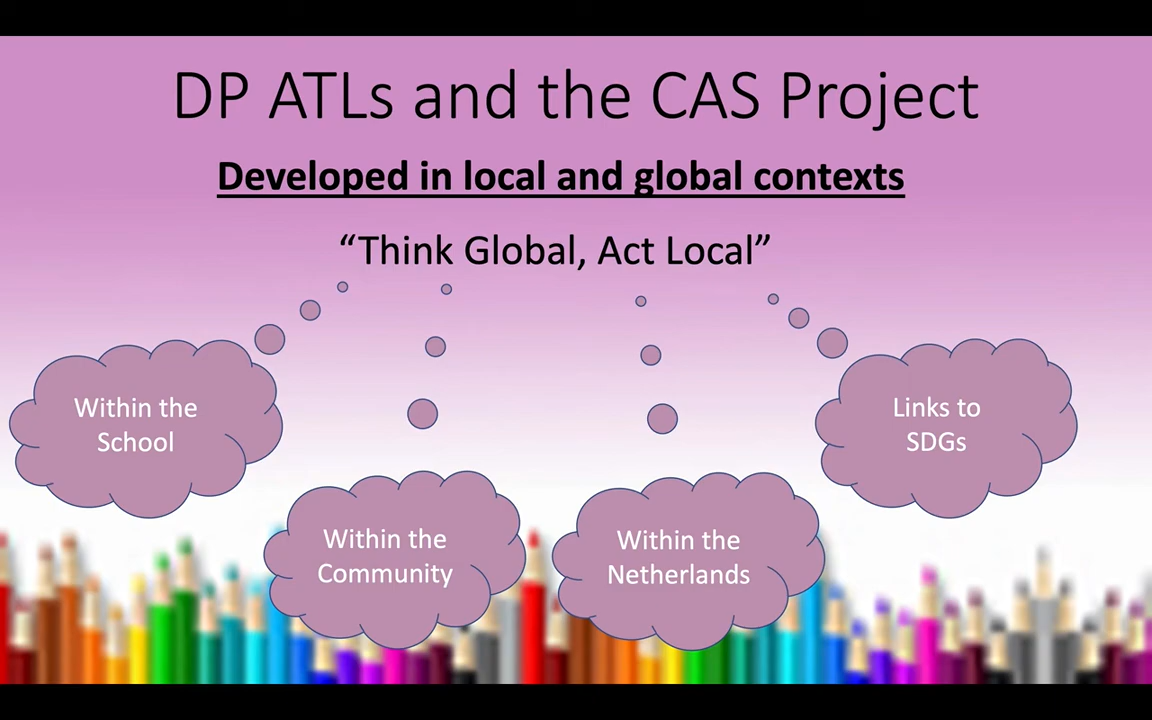 DP ATLs and the CAS Project
Developed in local and global contexts
“Think Global, Act Local”
Within the
School
Within the
Community
Within the
Netherlands
Links to
SDGs